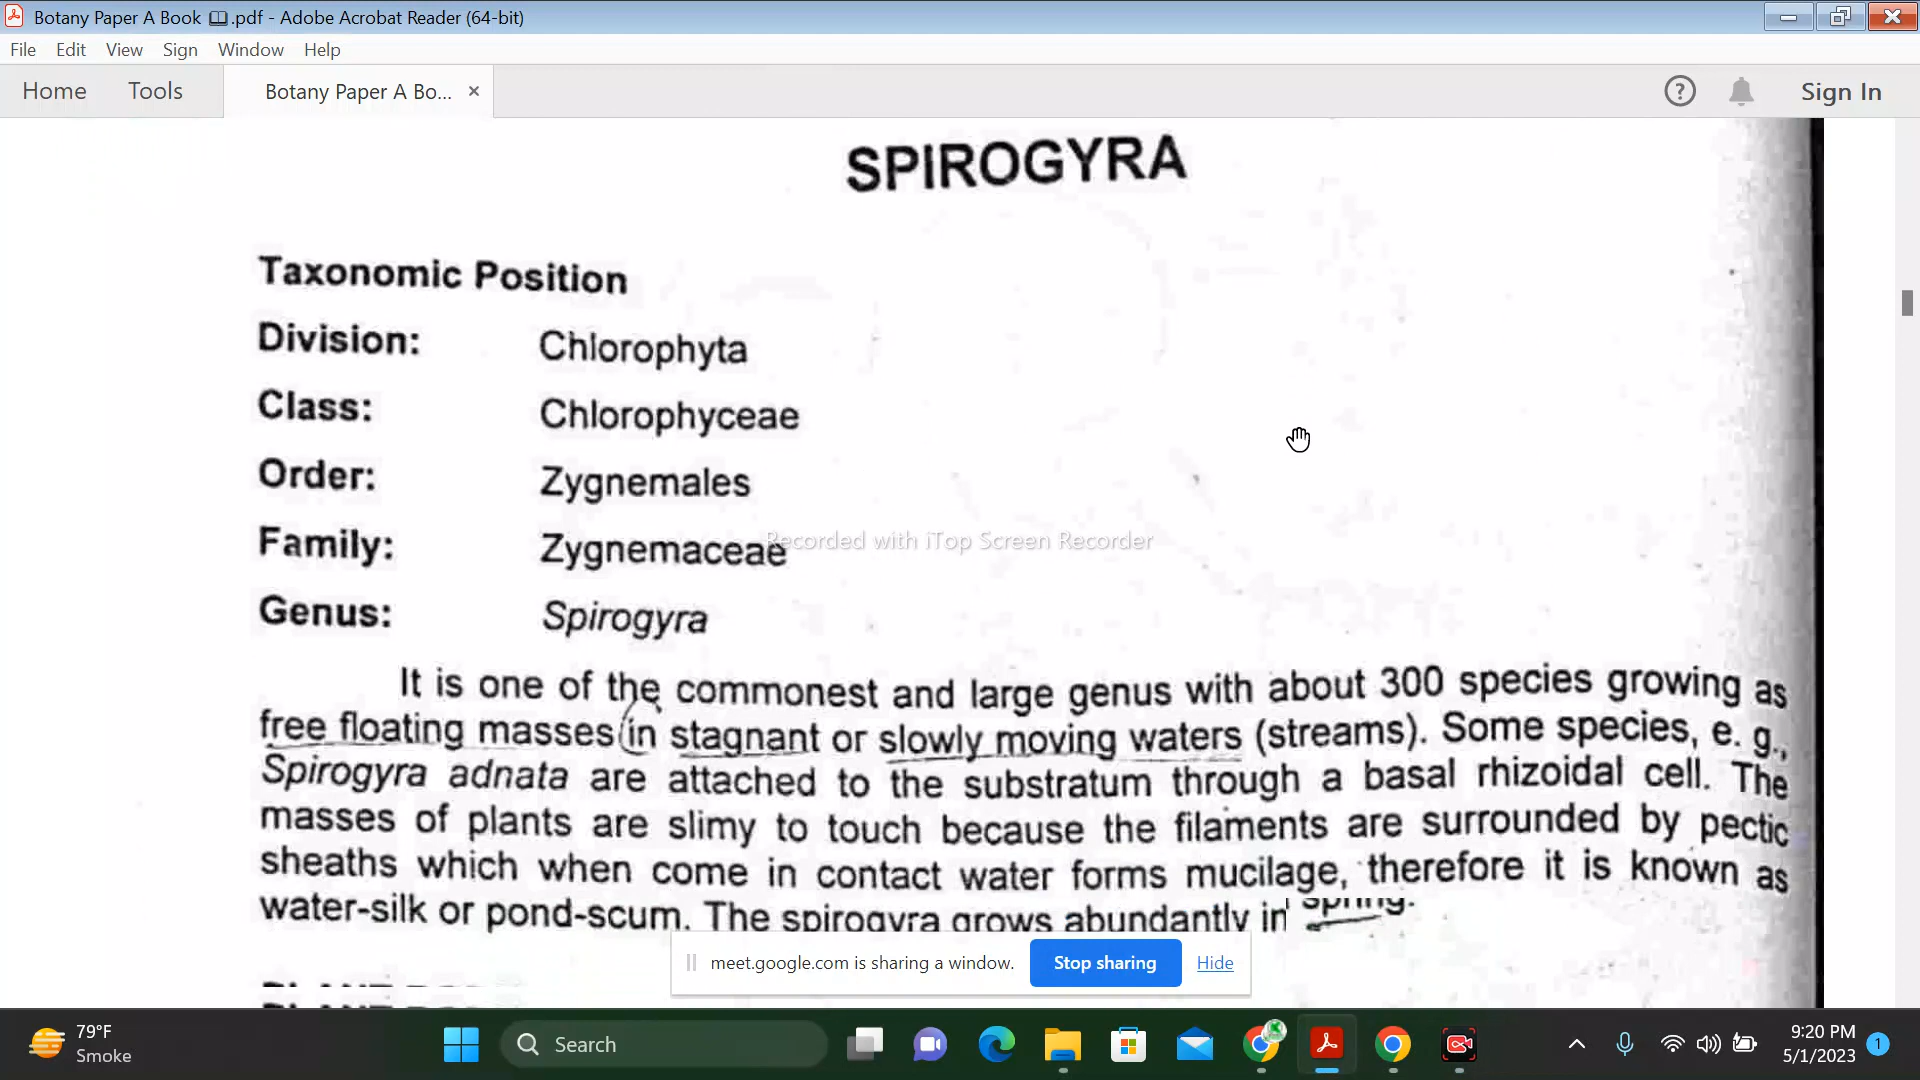 Botany Paper A Book 📖.pdf - Adobe Acrobat Reader (64-bit)
File Edit View Sign Window Help
Home Tools Botany Paper A Bo... × Sign In
SPIROGYRA
Taxonomic Position
Division: Chlorophyta
Class: Chlorophyceae
Order: Zygnemales
Recorded with iTop Screen Recorder
Family: Zygnemaceae
Genus: Spirogyra
It is one of the commonest and large genus with about 300 species growing as
free floating masses in stagnant or slowly moving waters (streams). Some species, e. g.,
Spirogyra adnata are attached to the substratum through a basal rhizoidal cell. The
masses of plants are slimy to touch because the filaments are surrounded by pectic
sheaths which when come in contact water forms mucilage, therefore it is known as
water-silk or pond-scum. The spirogyra grows abundantly in spring.
meet.google.com is sharing a window. Stop sharing Hide
79°F
Smoke
Search
9:20 PM
5/1/2023
1